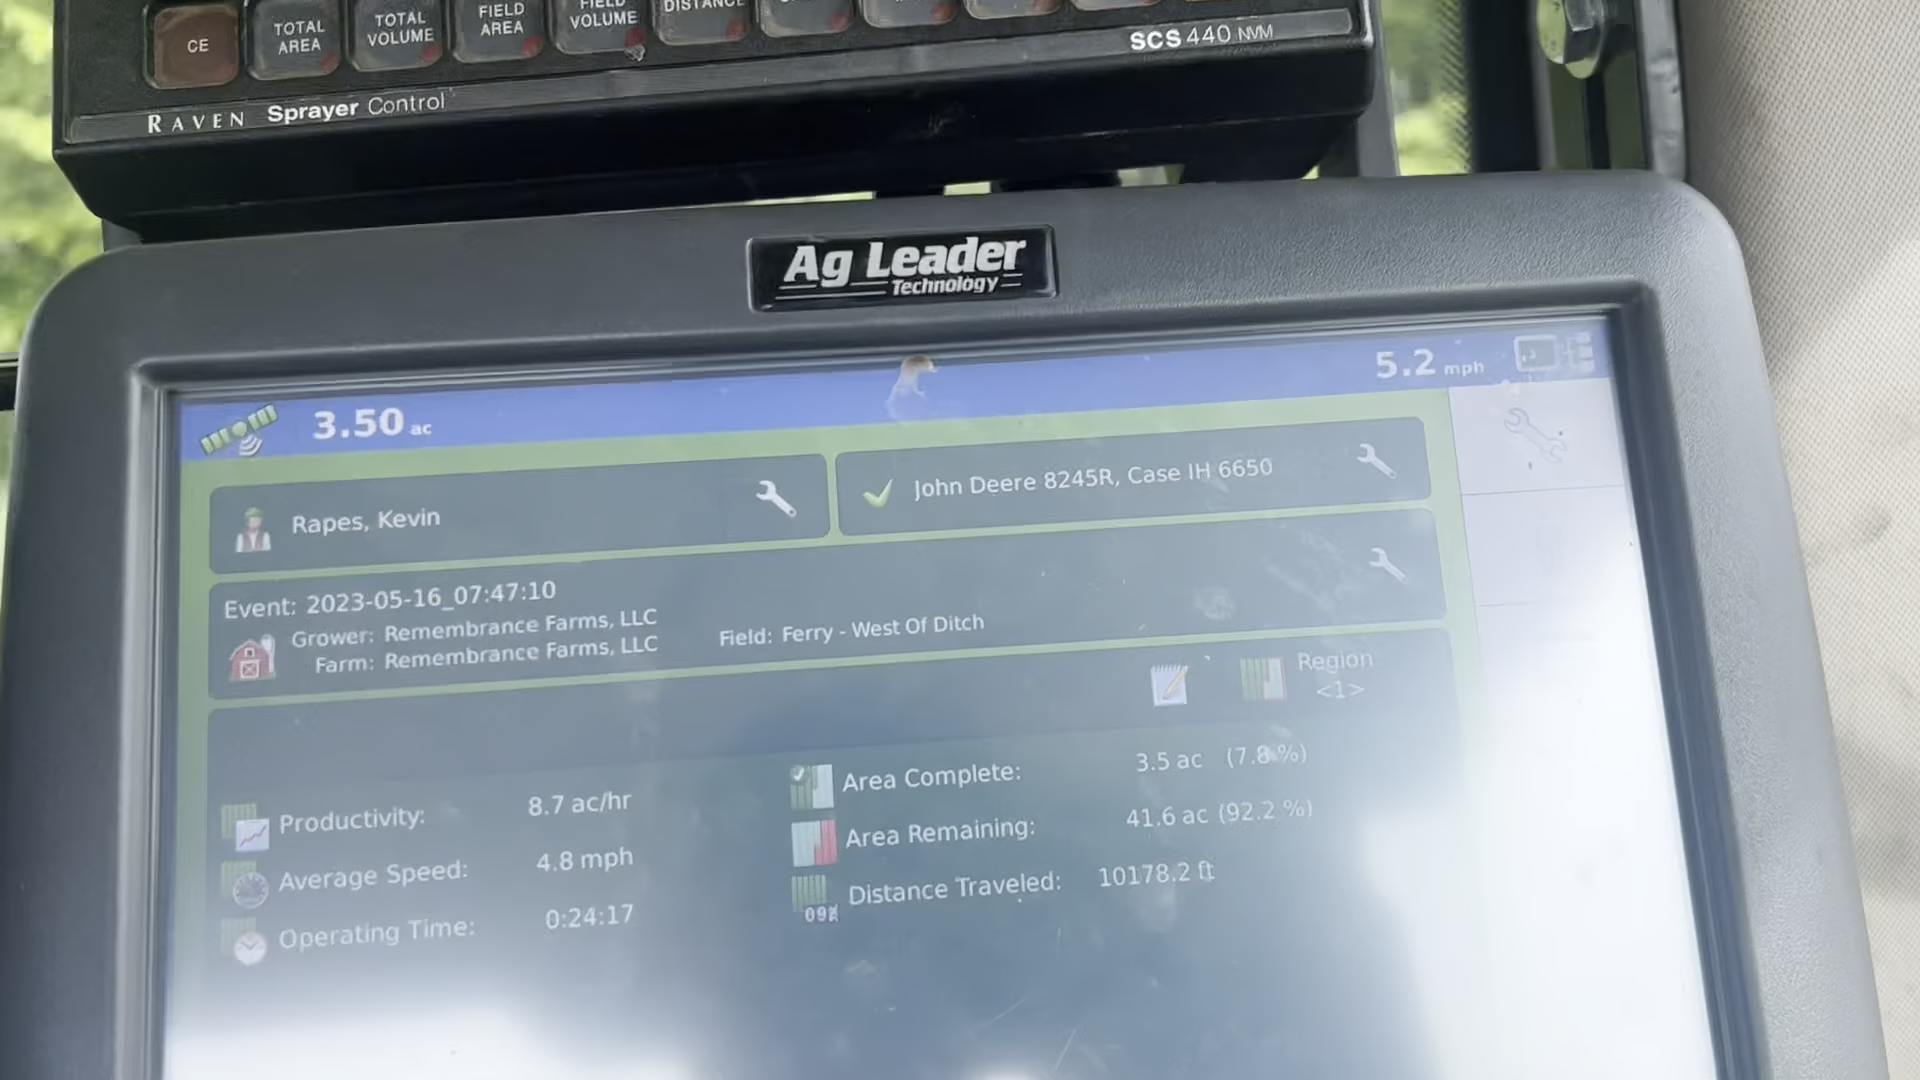 CE
TOTAL AREA
TOTAL VOLUME
FIELD AREA
FIELD VOLUME
DISTANCE
SCS 440 NVM
RAVEN Sprayer Control
Ag Leader
Technology
3.50 ac
5.2 mph
Rapes, Kevin
John Deere 8245R, Case IH 6650
Event: 2023-05-16_07:47:10
Grower: Remembrance Farms, LLC
Farm: Remembrance Farms, LLC
Field: Ferry - West Of Ditch
Region
<1>
Productivity: 8.7 ac/hr
Average Speed: 4.8 mph
Operating Time: 0:24:17
Area Complete: 3.5 ac (7.8 %)
Area Remaining: 41.6 ac (92.2 %)
Distance Traveled: 10178.2 ft